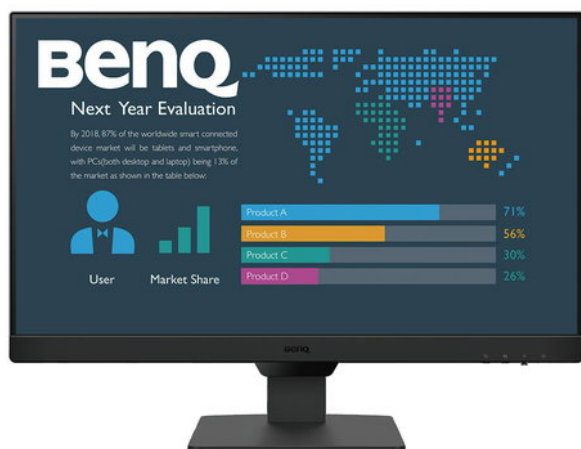 BenQ
Next Year Evaluation
By 2018, 87% of the worldwide smart connected
device market will be tablets and smartphone,
with PCs(both desktop and laptop) being 13% of
the market as shown in the table below:
User
Market Share
Product A 71%
Product B 56%
Product C 30%
Product D 26%
BenQ